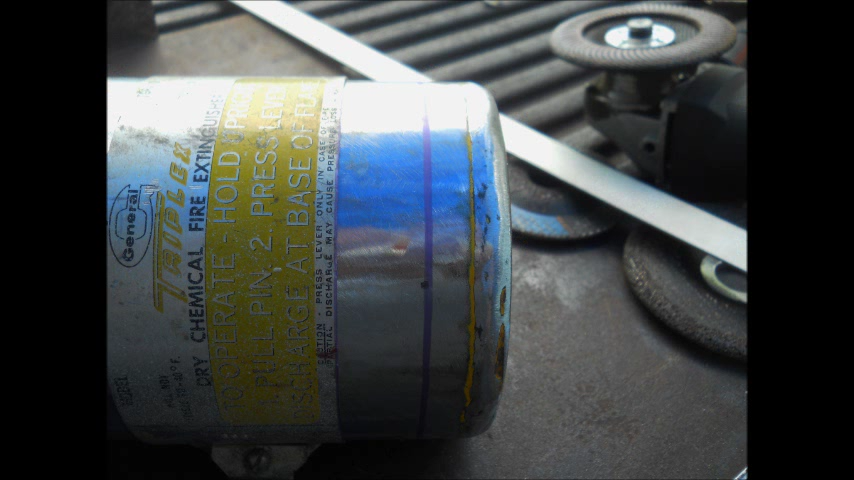 General
TRIPLEX
DRY CHEMICAL FIRE EXTINGUISHER
TO OPERATE - HOLD UPRIGHT
1. PULL PIN, 2. PRESS LEVER
DISCHARGE AT BASE OF FLAME
CAUTION - PRESS LEVER ONLY IN CASE OF FIRE
PARTIAL DISCHARGE MAY CAUSE PRESSURE